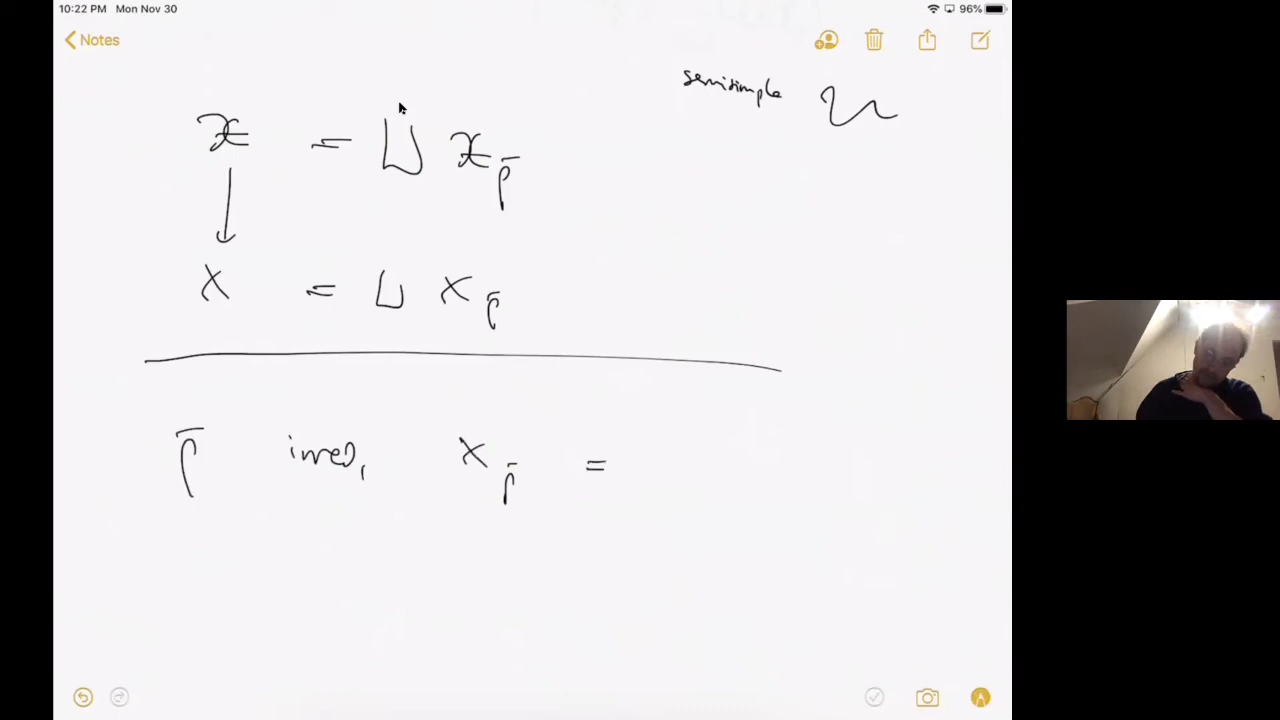 10:22 PM Mon Nov 30
96%
Notes
semisimple
𝔛 = ⊔ 𝔛_ρ̄
X = ⊔ X_ρ̄
ρ̄ irred, X_ρ̄ =